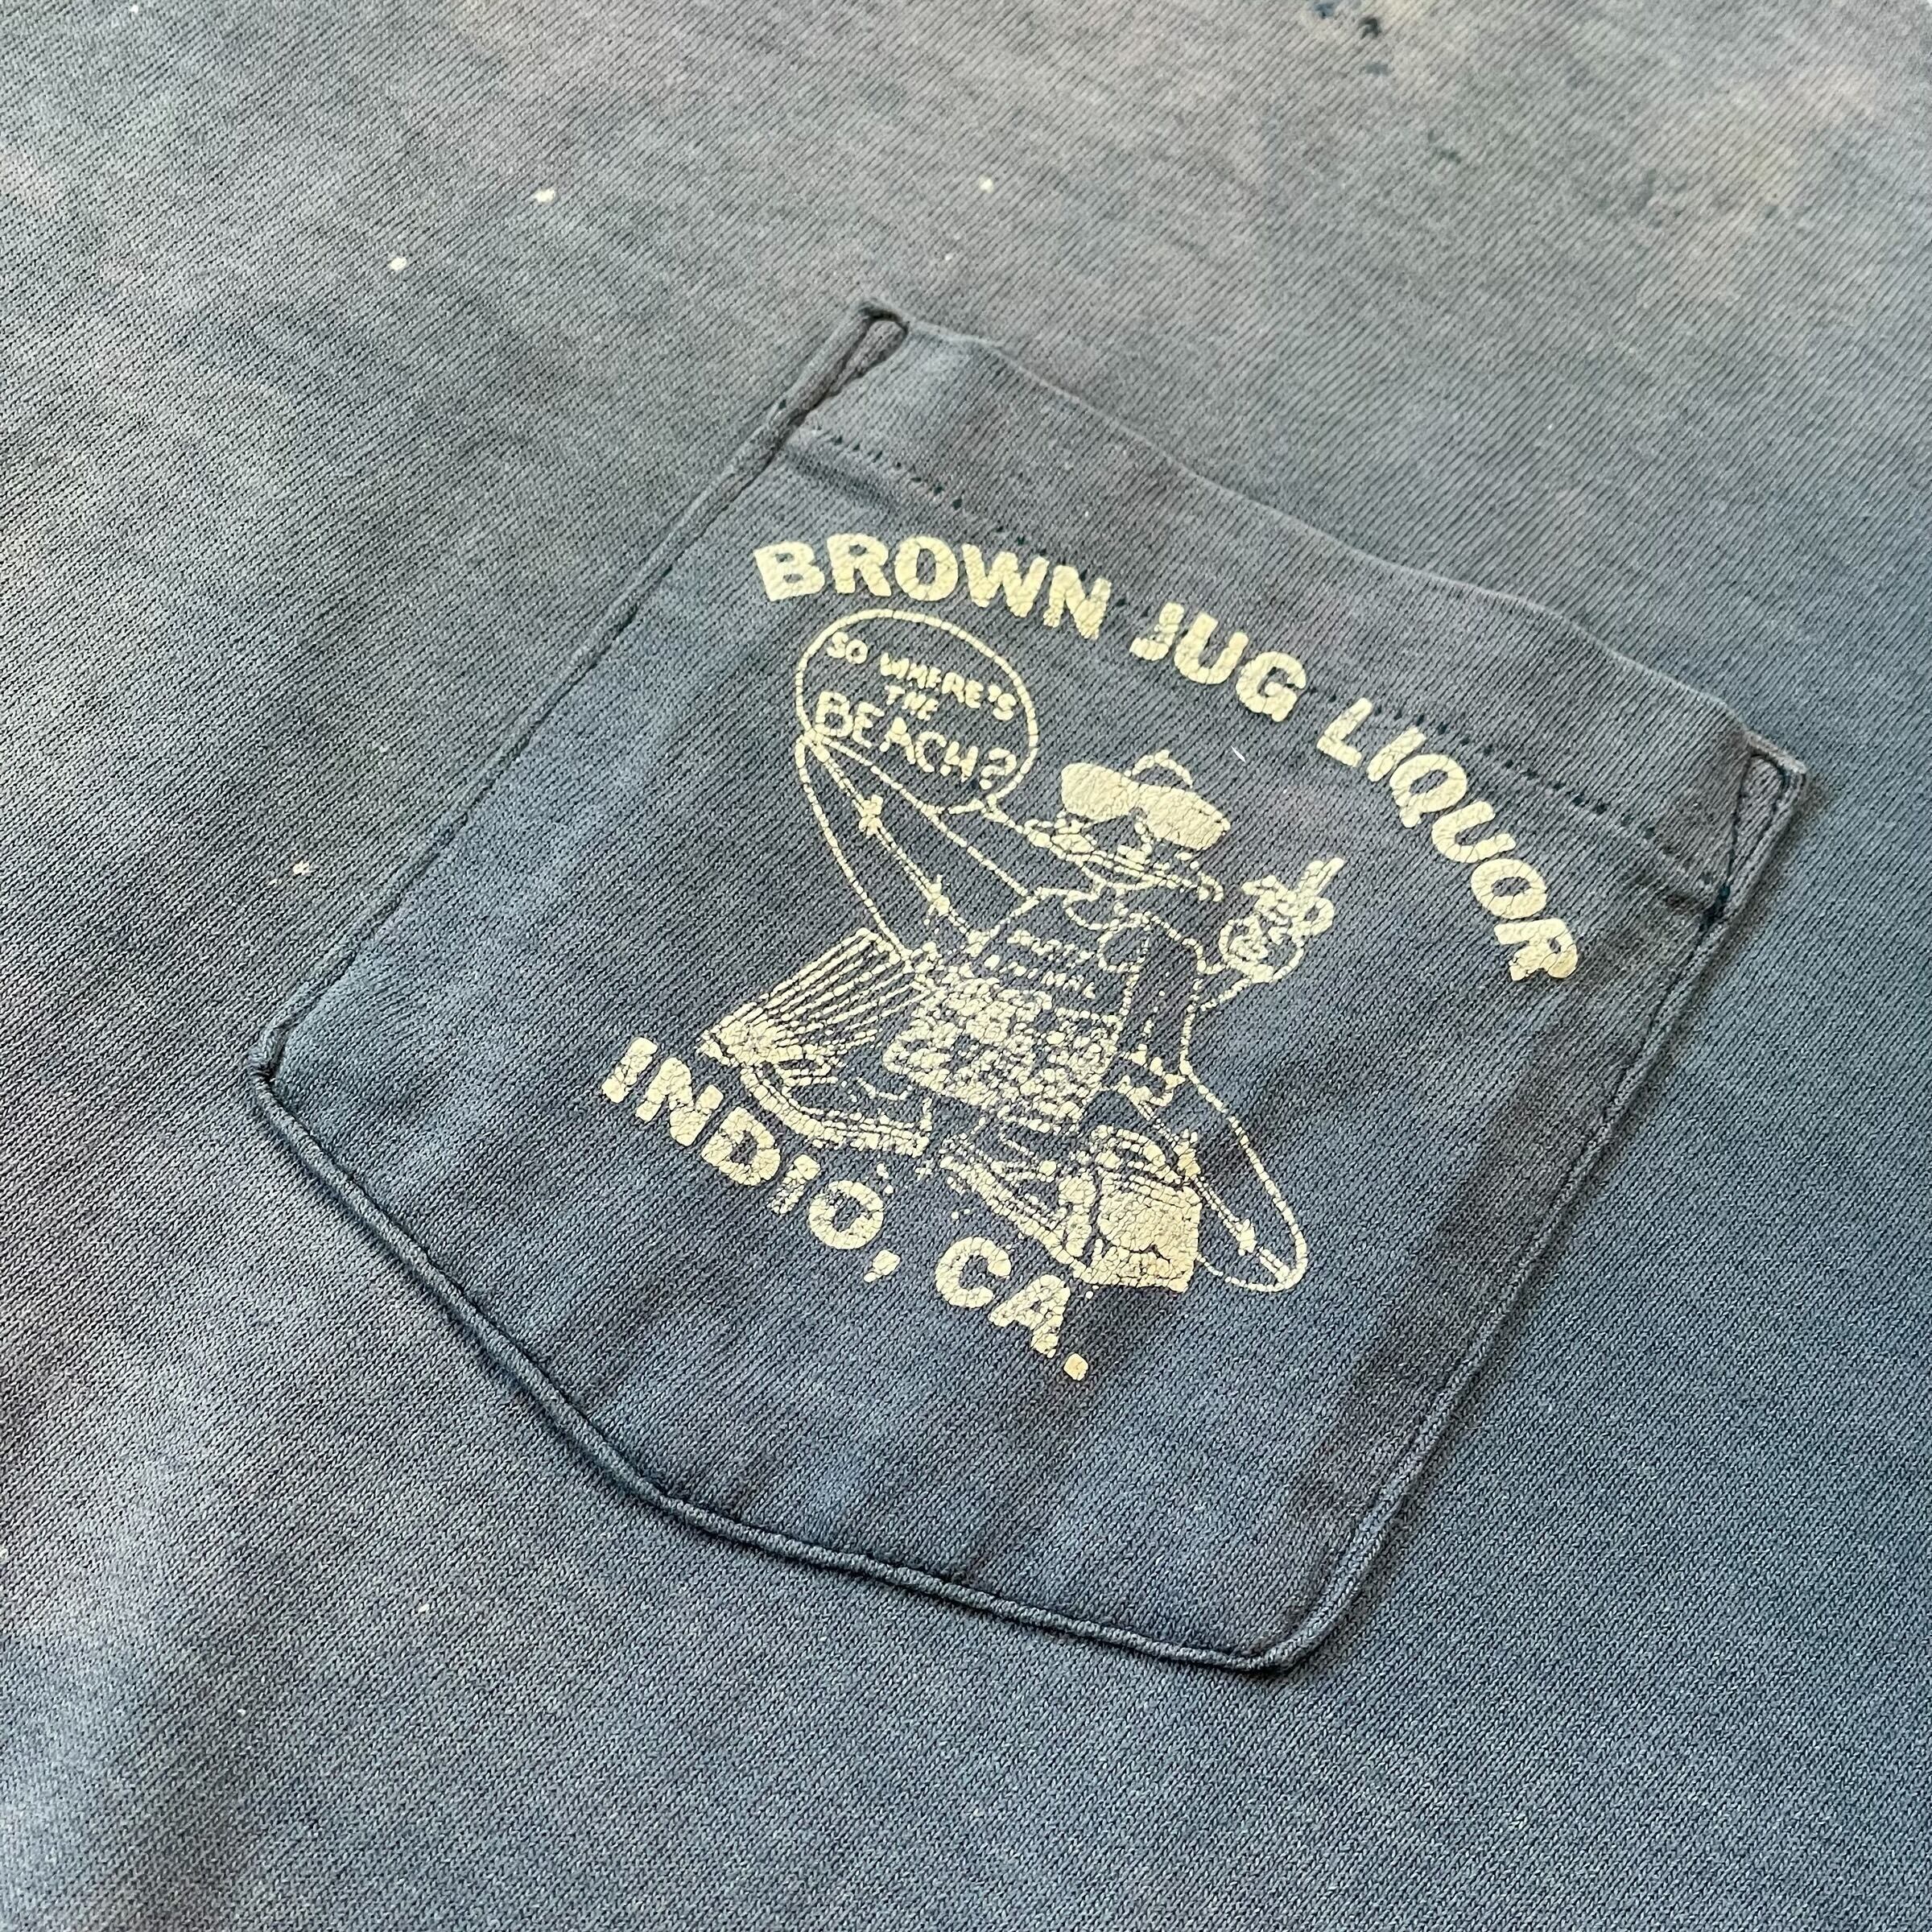 BROWN JUG LIQUOR
SO WHERE'S
THE
BEACH?
INDIO, CA.